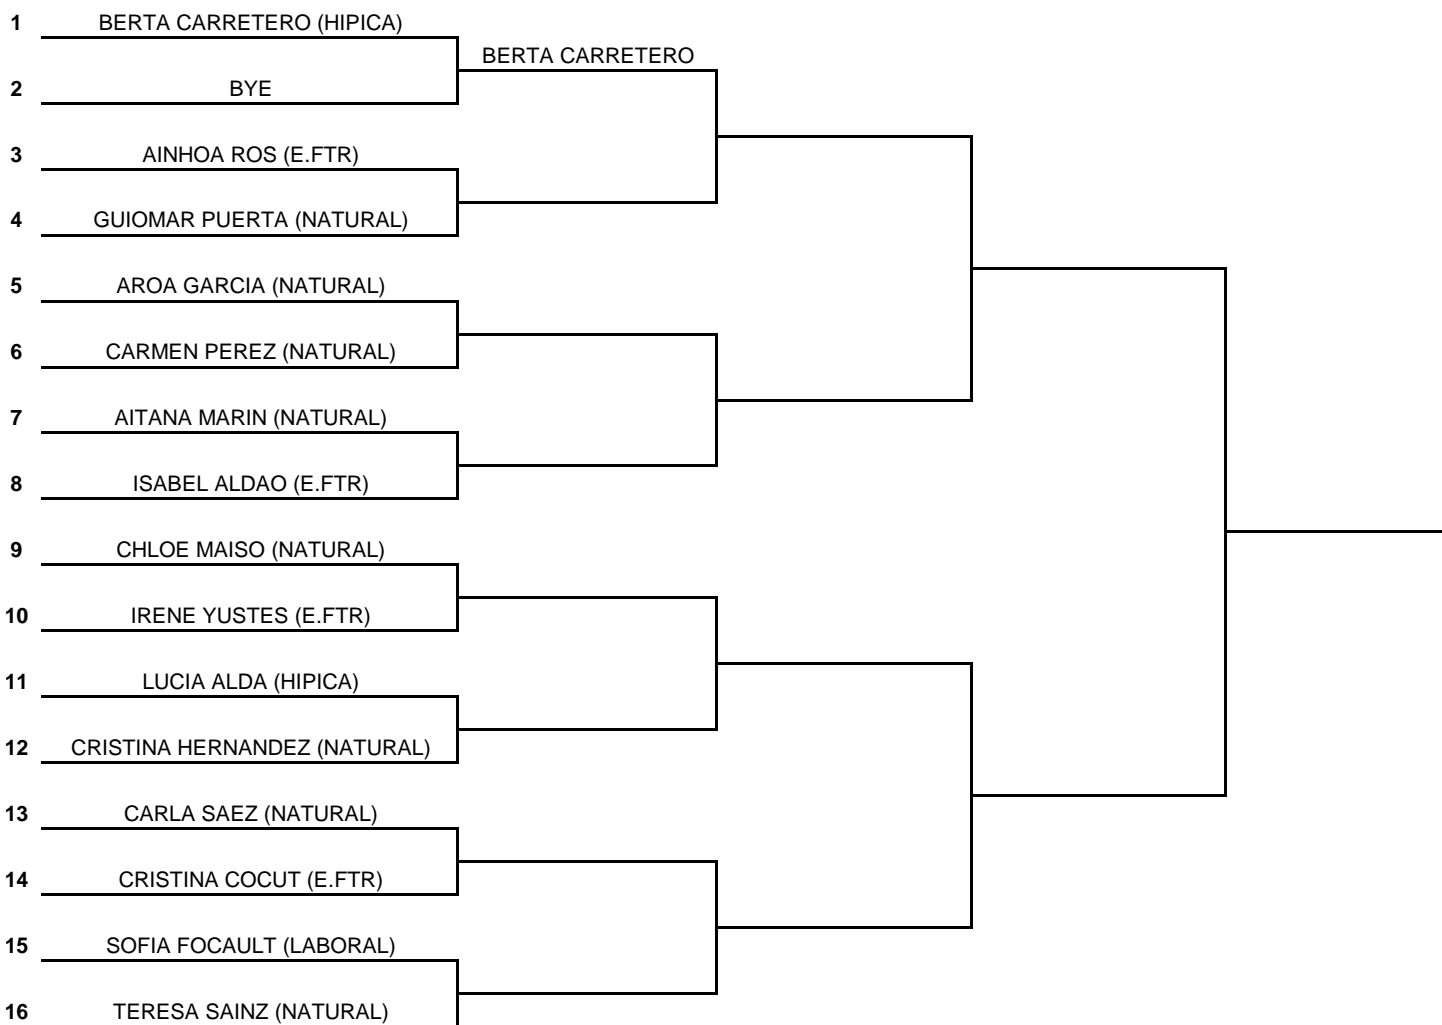 1 BERTA CARRETERO (HIPICA)
BERTA CARRETERO
2 BYE
3 AINHOA ROS (E.FTR)
4 GUIOMAR PUERTA (NATURAL)
5 AROA GARCIA (NATURAL)
6 CARMEN PEREZ (NATURAL)
7 AITANA MARIN (NATURAL)
8 ISABEL ALDAO (E.FTR)
9 CHLOE MAISO (NATURAL)
10 IRENE YUSTES (E.FTR)
11 LUCIA ALDA (HIPICA)
12 CRISTINA HERNANDEZ (NATURAL)
13 CARLA SAEZ (NATURAL)
14 CRISTINA COCUT (E.FTR)
15 SOFIA FOCAULT (LABORAL)
16 TERESA SAINZ (NATURAL)